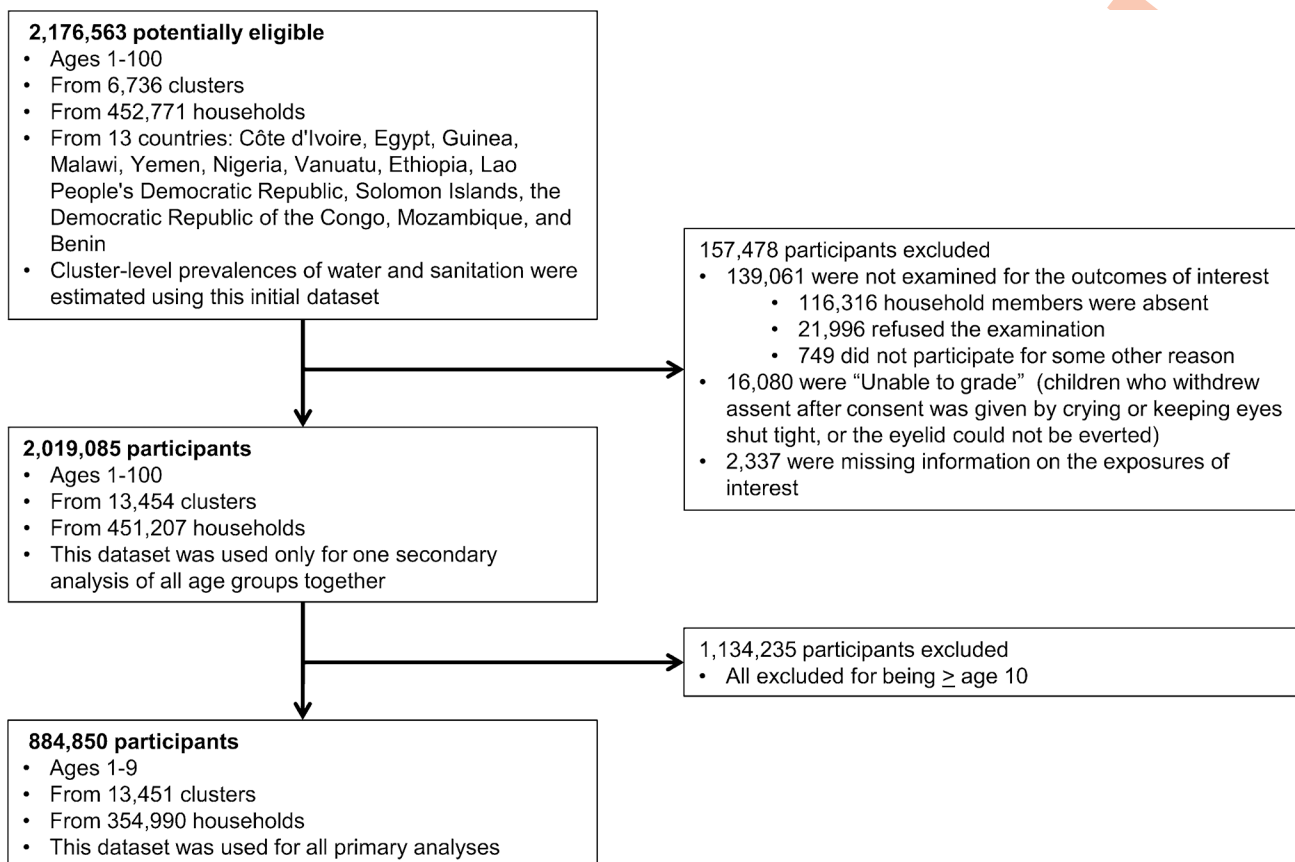 2,176,563 potentially eligible
• Ages 1-100
• From 6,736 clusters
• From 452,771 households
• From 13 countries: Côte d'Ivoire, Egypt, Guinea,
Malawi, Yemen, Nigeria, Vanuatu, Ethiopia, Lao
People's Democratic Republic, Solomon Islands, the
Democratic Republic of the Congo, Mozambique, and
Benin
• Cluster-level prevalences of water and sanitation were
estimated using this initial dataset
157,478 participants excluded
• 139,061 were not examined for the outcomes of interest
• 116,316 household members were absent
• 21,996 refused the examination
• 749 did not participate for some other reason
• 16,080 were “Unable to grade” (children who withdrew
assent after consent was given by crying or keeping eyes
shut tight, or the eyelid could not be everted)
• 2,337 were missing information on the exposures of
interest
2,019,085 participants
• Ages 1-100
• From 13,454 clusters
• From 451,207 households
• This dataset was used only for one secondary
analysis of all age groups together
1,134,235 participants excluded
• All excluded for being ≥ age 10
884,850 participants
• Ages 1-9
• From 13,451 clusters
• From 354,990 households
• This dataset was used for all primary analyses